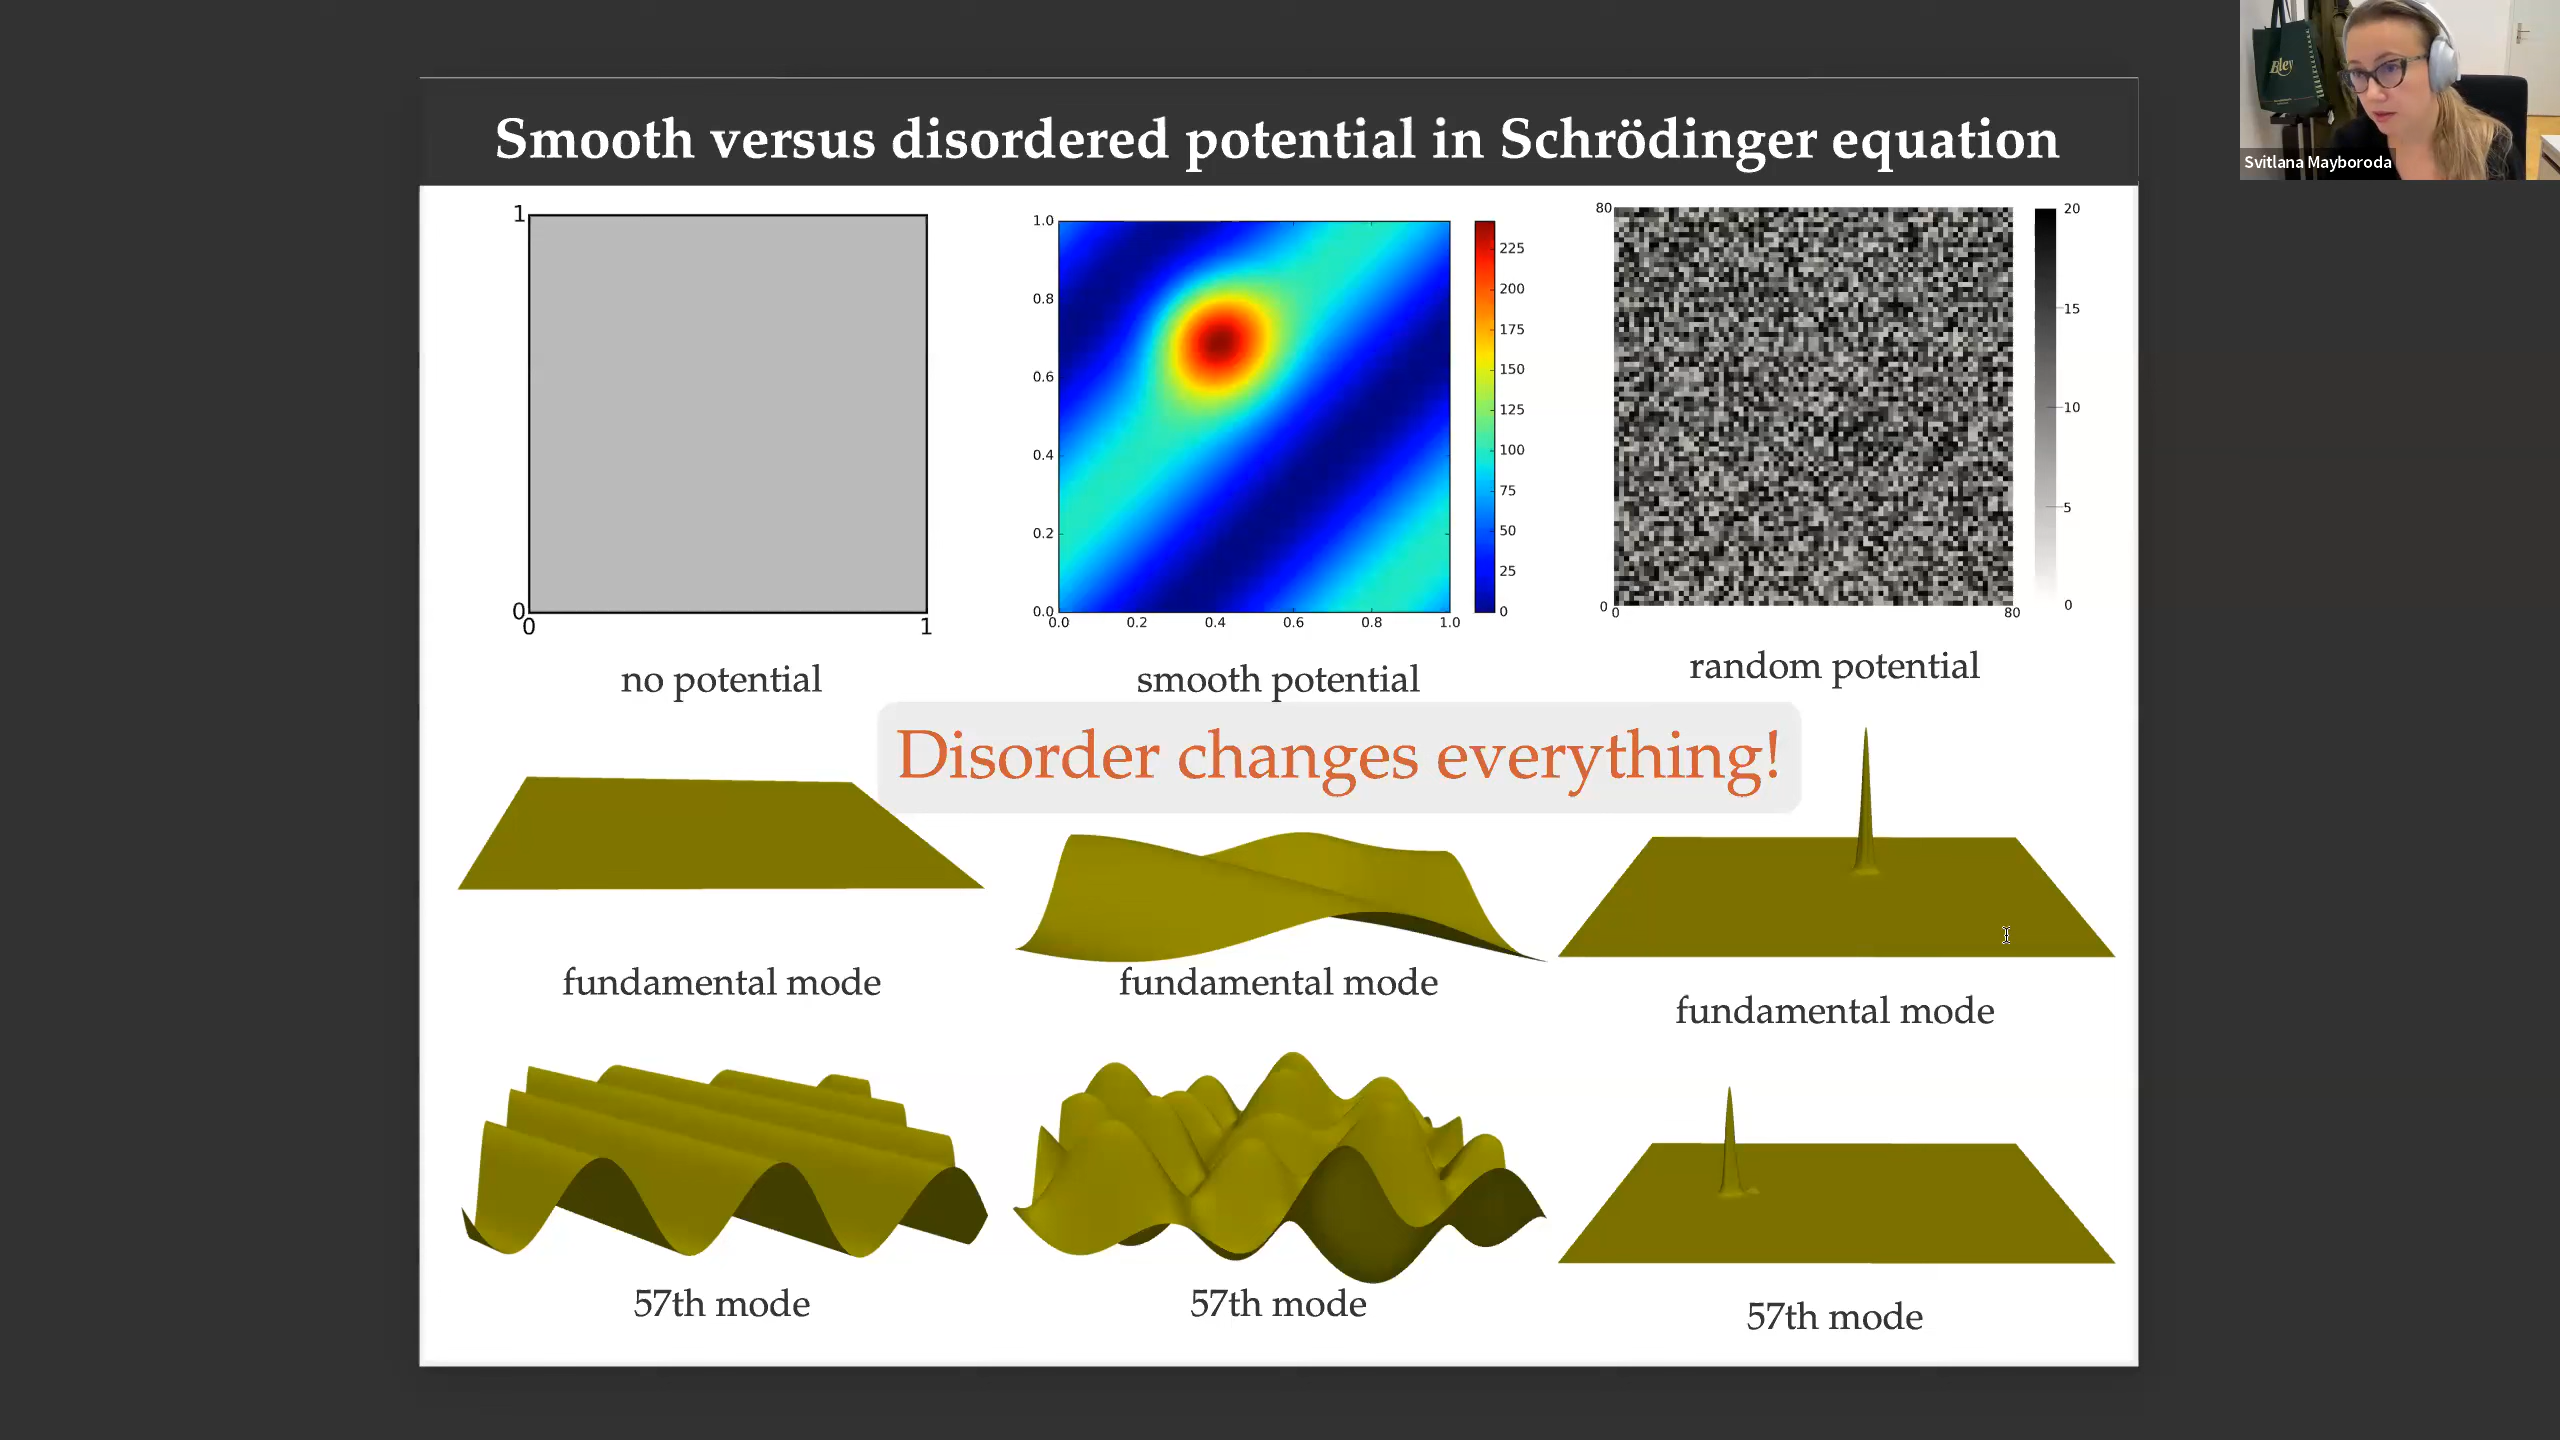 Smooth versus disordered potential in Schrödinger equation
Bley
Svitlana Mayboroda
1
0
0
1
1.0
0.8
0.6
0.4
0.2
0.0
0.0
0.2
0.4
0.6
0.8
1.0
225
200
175
150
125
100
75
50
25
0
80
0
0
80
20
15
10
5
0
no potential
smooth potential
random potential
Disorder changes everything!
fundamental mode
fundamental mode
fundamental mode
57th mode
57th mode
57th mode